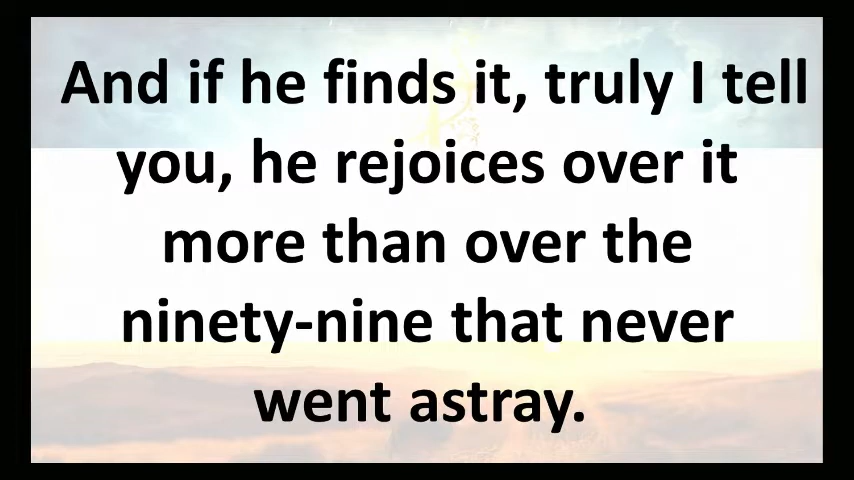 And if he finds it, truly I tell
you, he rejoices over it
more than over the
ninety-nine that never
went astray.